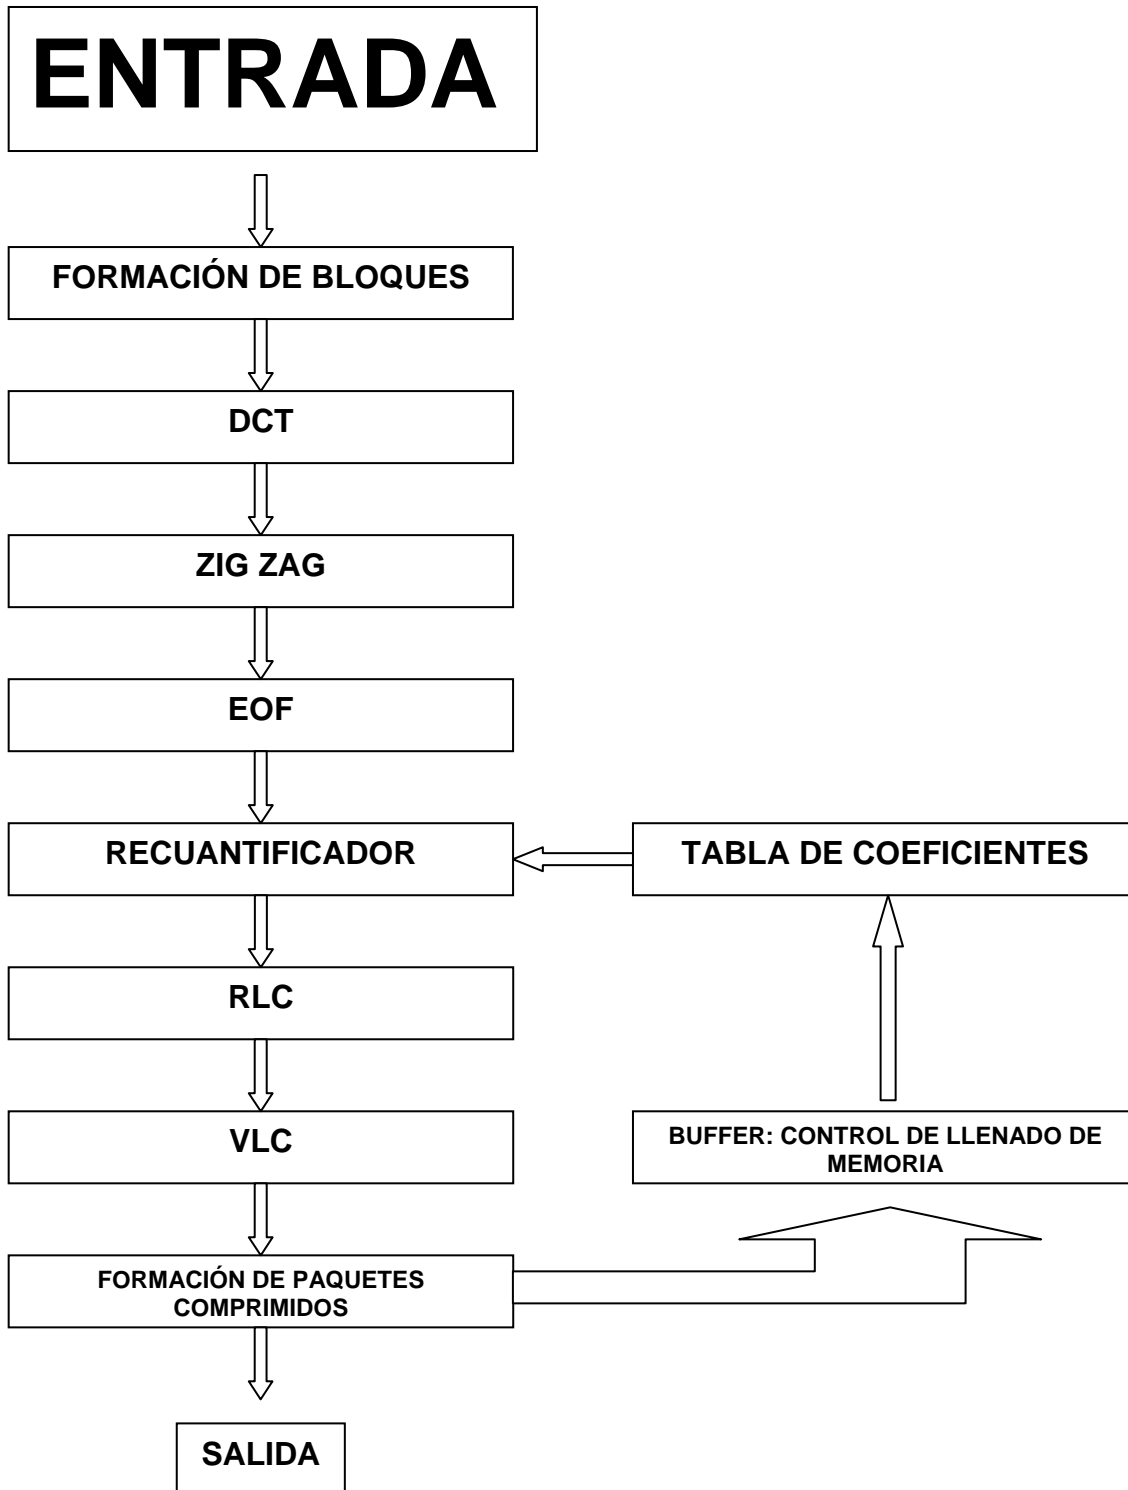 ENTRADA
FORMACIÓN DE BLOQUES
DCT
ZIG ZAG
EOF
RECUANTIFICADOR
TABLA DE COEFICIENTES
RLC
VLC
BUFFER: CONTROL DE LLENADO DE
MEMORIA
FORMACIÓN DE PAQUETES
COMPRIMIDOS
SALIDA